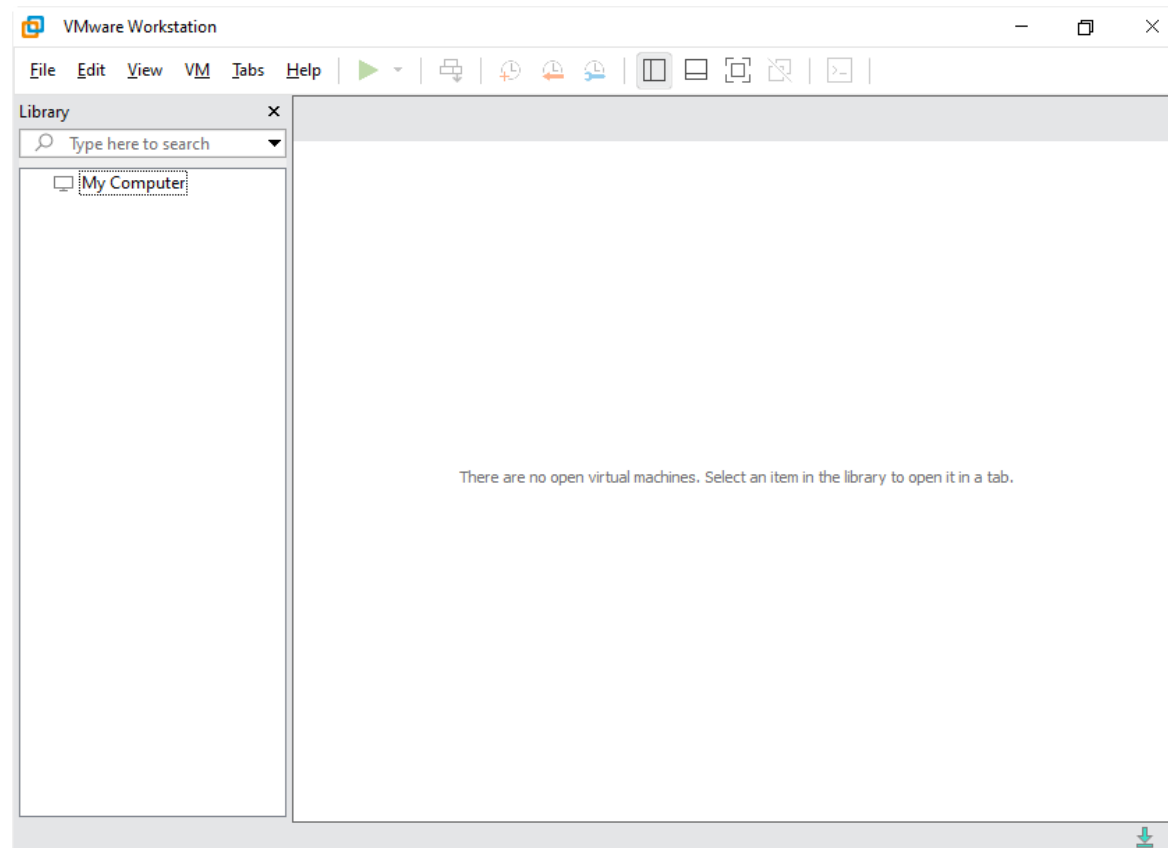 VMware Workstation
File Edit View VM Tabs Help
Library
Type here to search
My Computer
There are no open virtual machines. Select an item in the library to open it in a tab.